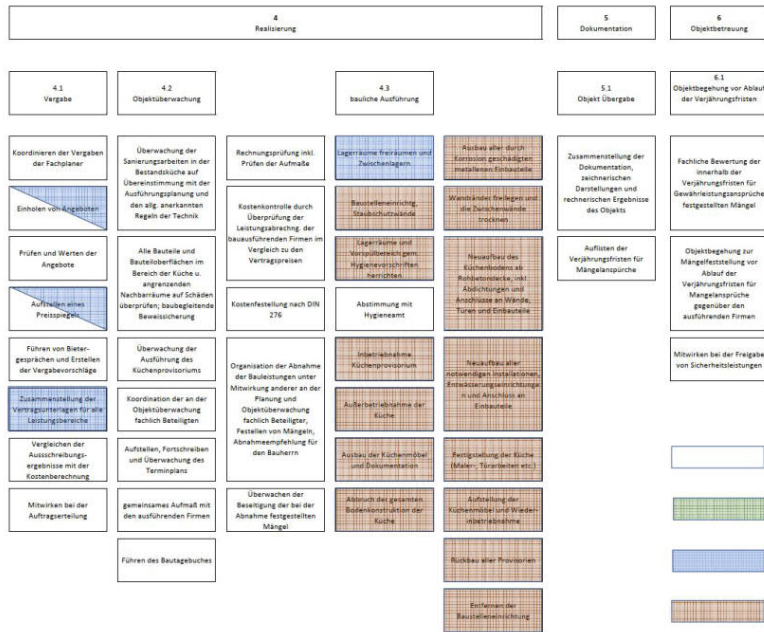 4
Realisierung
5
Dokumentation
6
Objektbetreuung
4.1
Vergabe
4.2
Objektüberwachung
4.3
bauliche Ausführung
5.1
Objekt Übergabe
6.1
Objektbegehung vor Ablauf
der Verjährungsfristen
Koordinieren der Vergaben
der Fachplaner
Einholen von Angeboten
Prüfen und Werten der
Angebote
Aufstellen eines
Preisspiegels
Führen von Bieter-
gesprächen und Erstellen
der Vergabevorschläge
Zusammenstellung der
Vertragsunterlagen für alle
Leistungsbereiche
Vergleichen der
Aussschreibungs-
ergebnisse mit der
Kostenberechnung
Mitwirken bei der
Auftragserteilung
Überwachung der
Sanierungsarbeiten in der
Bestandsküche auf
Übereinstimmung mit der
Ausführungsplanung und
den allg. anerkannten
Regeln der Technik
Alle Bauteile und
Bauteiloberflächen im
Bereich der Küche u.
angrenzenden
Nachbarräume auf Schäden
überprüfen; baubegleitende
Beweissicherung
Überwachung der
Ausführung des
Küchenprovisoriums
Koordination der an der
Objektüberwachung
fachlich Beteiligten
Aufstellen, Fortschreiben
und Überwachung des
Terminplans
gemeinsames Aufmaß mit
den ausführenden Firmen
Führen des Bautagebuches
Rechnungsprüfung inkl.
Prüfen der Aufmaße
Kostenkontrolle durch
Überprüfung der
Leistungsabrechng. der
bauausführenden Firmen im
Vergleich zu den
Vertragspreisen
Kostenfestellung nach DIN
276
Organisation der Abnahme
der Bauleistungen unter
Mitwirkung anderer an der
Planung und
Objektüberwachung
fachlich Beteiligter,
Festellen von Mängeln,
Abnahmeempfehlung für
den Bauherrn
Überwachen der
Beseitigung der bei der
Abnahme festgestellten
Mängel
Lagerräume freiräumen und
Zwischenlagern
Baustelleneinrichtg,
Staubschutzwände
Lagerräume und
Vorspülbereich gem.
Hygienevorschriften
herrichten
Abstimmung mit
Hygieneamt
Inbetriebnahme
Küchenprovisorium
Außerbetriebnahme der
Küche
Ausbau der Küchenmöbel
und Dokumentation
Abbruch der gesamten
Bodenkonstruktion der
Küche
Ausbau aller durch
Korrosion geschädigten
metallenen Einbauteile
Wandränder freilegen und
die Zwischenwände
trocknen
Neuaufbau des
Küchenbodens ab
Rohbetondecke, inkl
Abdichtungen und
Anschlüsse an Wände,
Türen und Einbauteile
Neuaufbau aller
notwendigen Installationen,
Entwässerungseinrichtunge
n und Anschluss an
Einbauteile
Fertigstellung der Küche
(Maler-, Türarbeiten etc.)
Aufstellung der
Küchenmöbel und Wieder-
inbetriebnahme
Rückbau aller Provisorien
Entfernen der
Baustelleneinrichtung
Zusammenstellung der
Dokumentation,
zeichnerischen
Darstellungen und
rechnerischen Ergebnisse
des Objekts
Auflisten der
Verjährungsfristen für
Mängelanspürche
Fachliche Bewertung der
innerhalb der
Verjährungsfristen für
Gewährleistungsansprüche
festgestellten Mängel
Objektbegehung zur
Mängelfeststellung vor
Ablauf der
Verjährungsfristen für
Mangelansprüche
gegenüber den
ausführenden Firmen
Mitwirken bei der Freigabe
von Sicherheitsleistungen